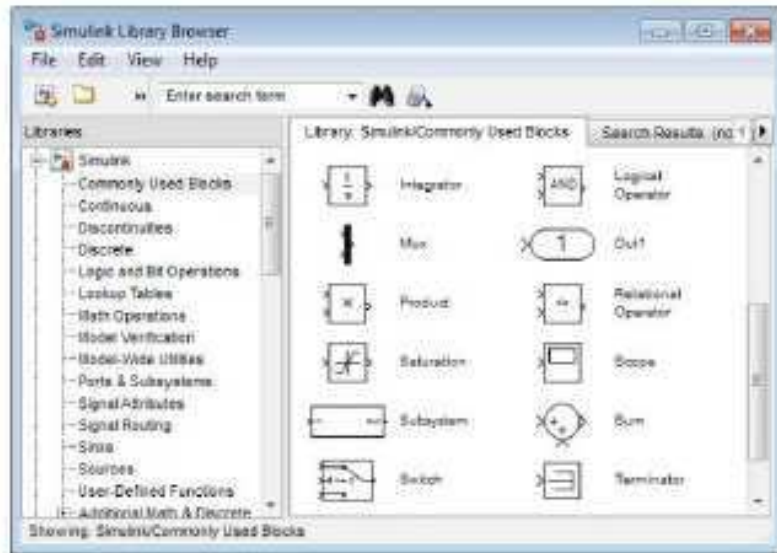 Simulink Library Browser
File Edit View Help
» Enter search term
Libraries
Library: Simulink/Commonly Used Blocks
Search Results: (no
Simulink
Commonly Used Blocks
Continuous
Discontinuities
Discrete
Logic and Bit Operations
Lookup Tables
Math Operations
Model Verification
Model-Wide Utilities
Ports & Subsystems
Signal Attributes
Signal Routing
Sinks
Sources
User-Defined Functions
Additional Math & Discrete
1
s
Integrator
AND
Logical
Operator
Mux
1
Out1
×
Product
Relational
Operator
Saturation
Scope
Subsystem
+
+
Sum
Switch
Terminator
Showing: Simulink/Commonly Used Blocks